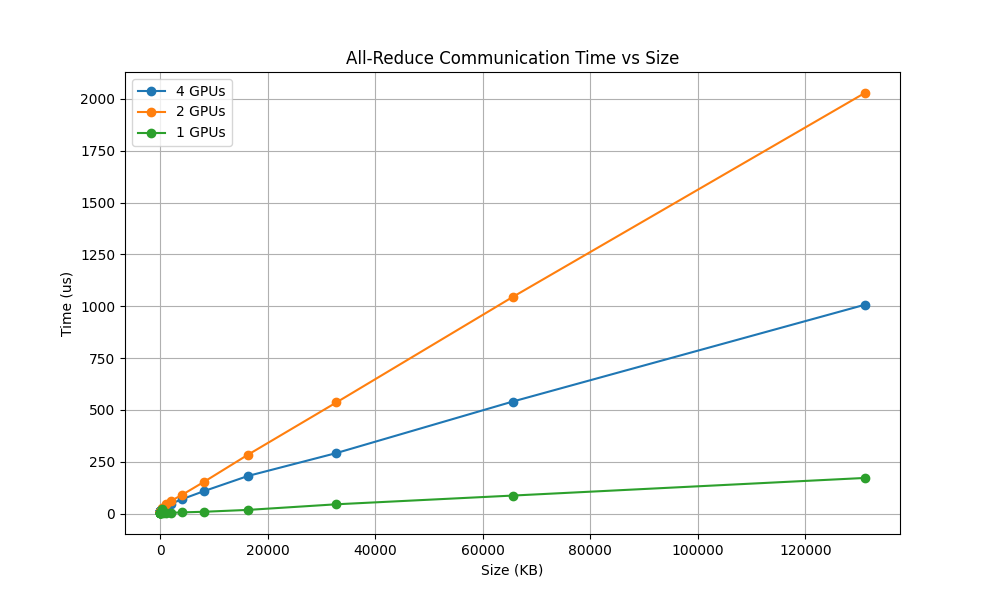 All-Reduce Communication Time vs Size
4 GPUs
2 GPUs
1 GPUs
2000
1750
1500
1250
1000
750
500
250
0
Time (us)
0 20000 40000 60000 80000 100000 120000
Size (KB)